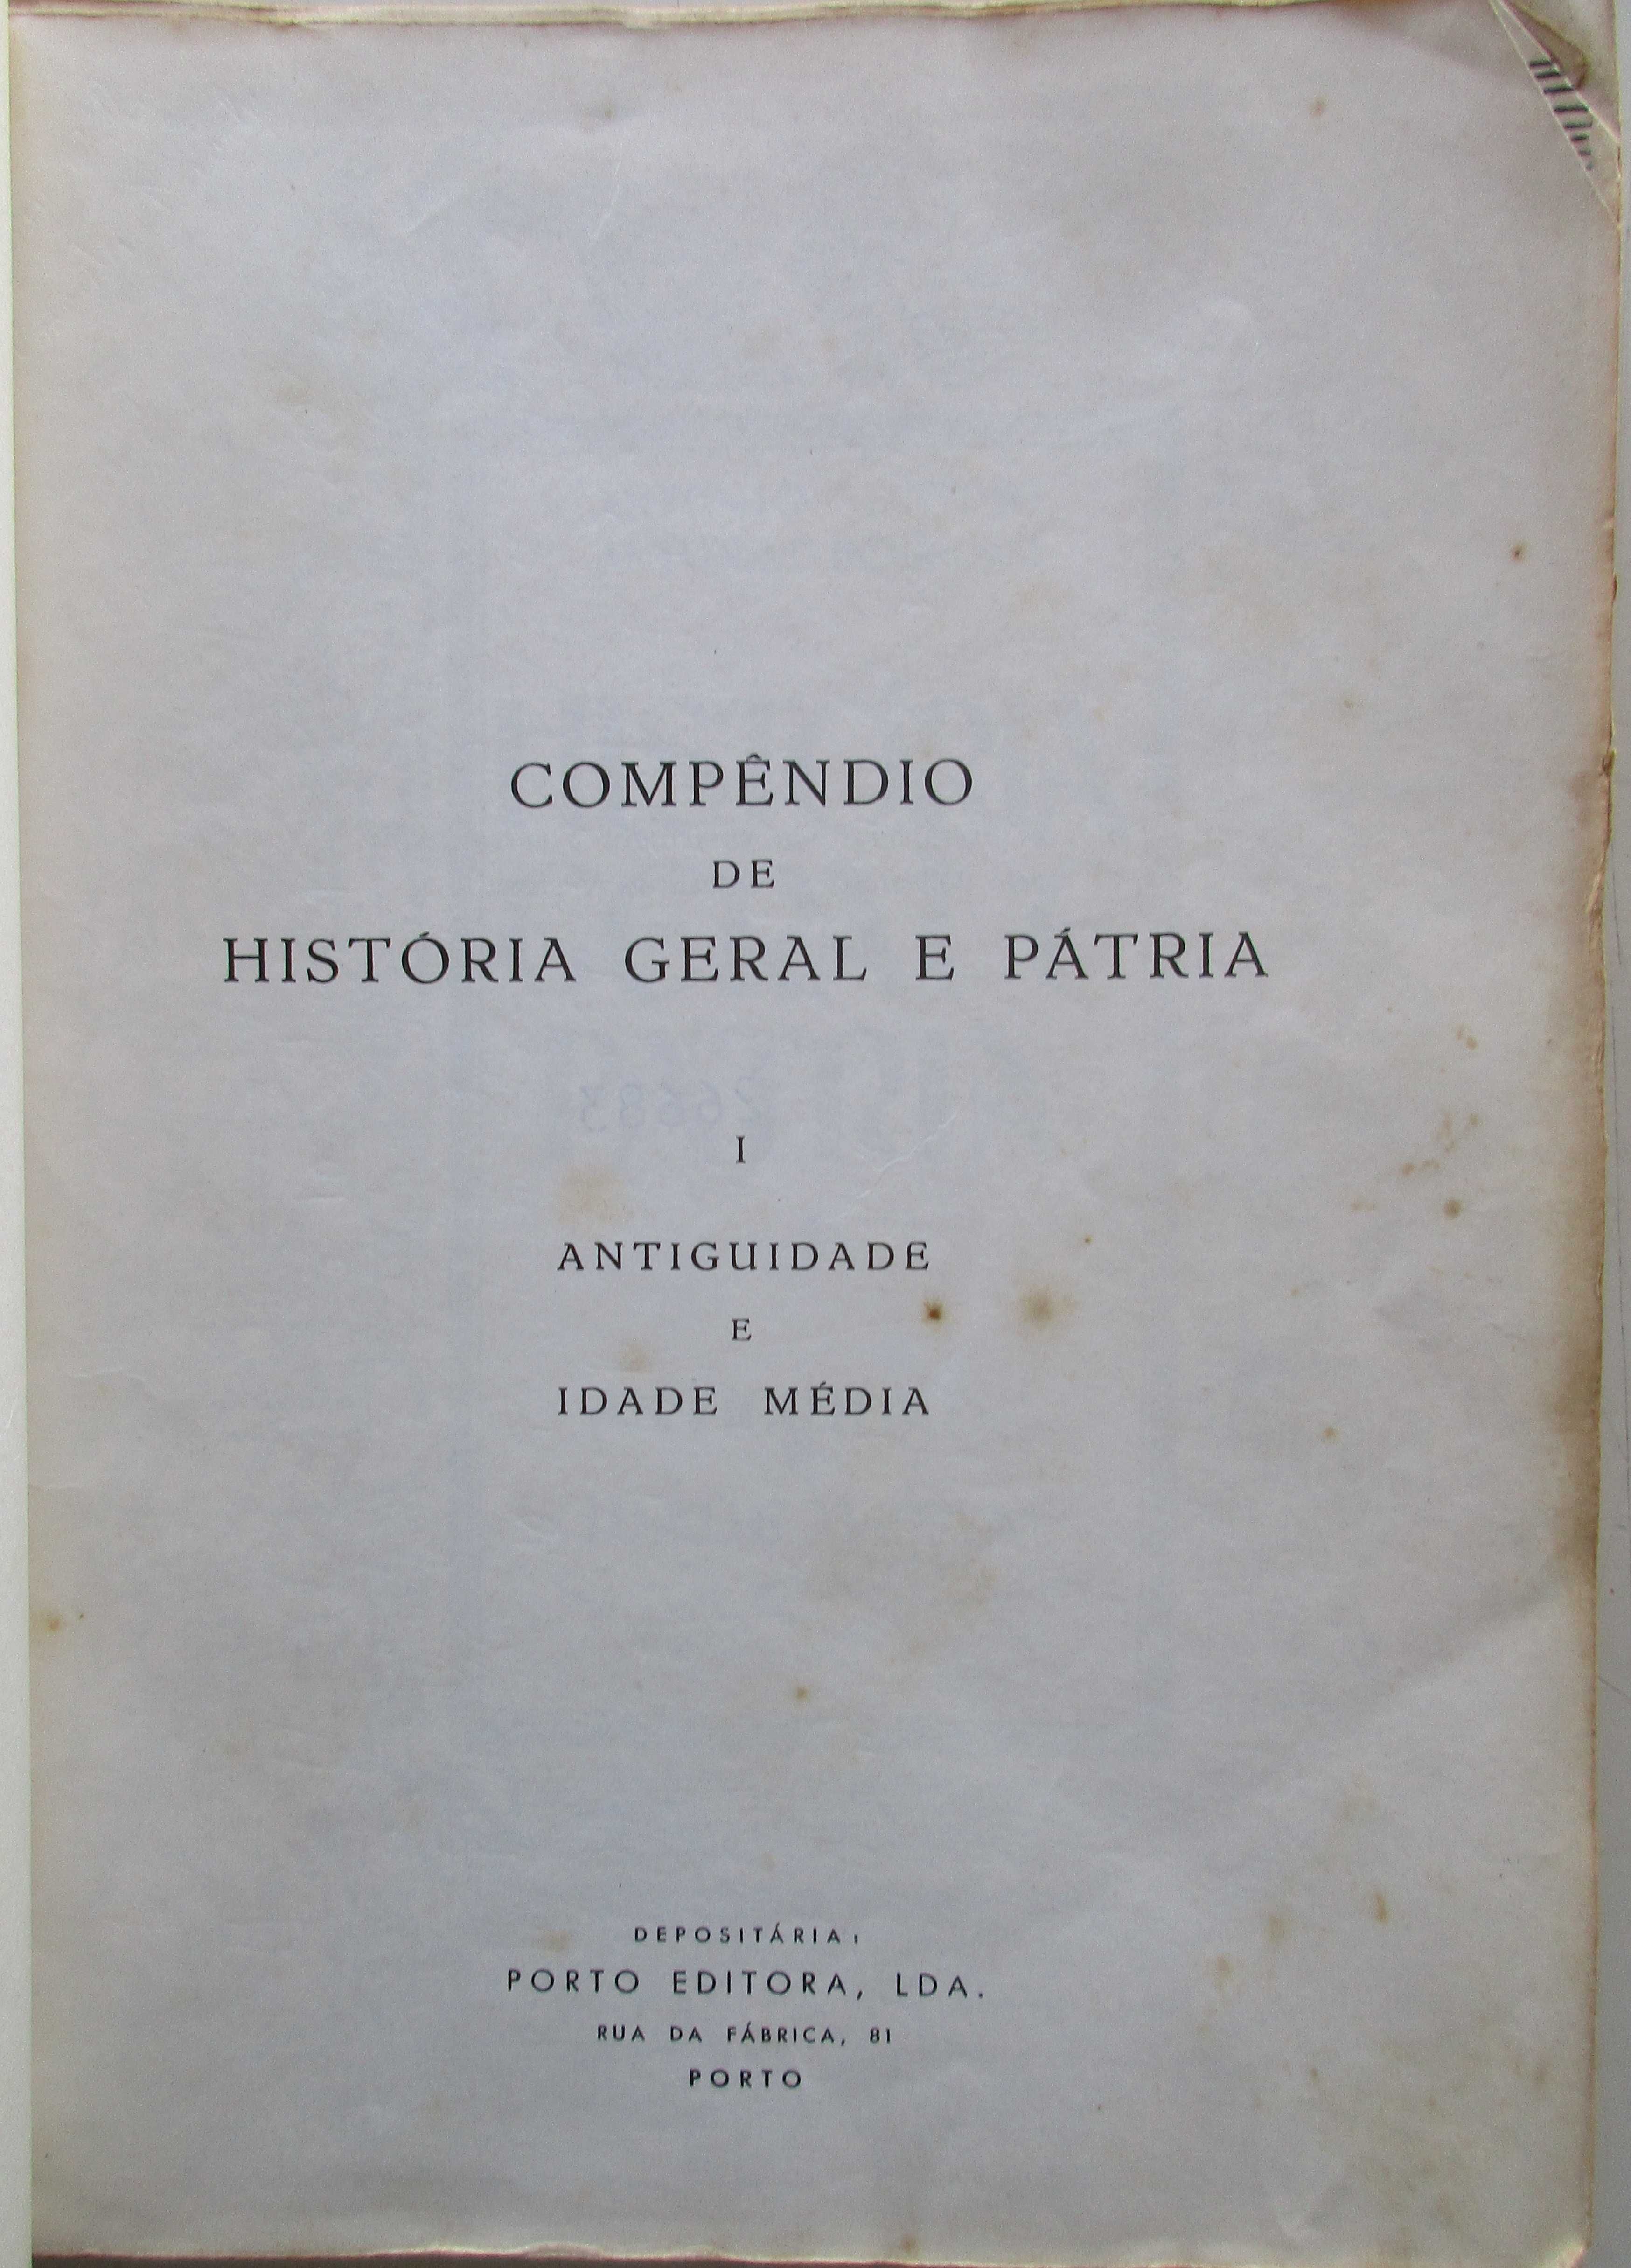 COMPÊNDIO
DE
HISTÓRIA GERAL E PÁTRIA
I
ANTIGUIDADE
E
IDADE MÉDIA
DEPOSITÁRIA:
PORTO EDITORA, LDA.
RUA DA FÁBRICA, 81
PORTO